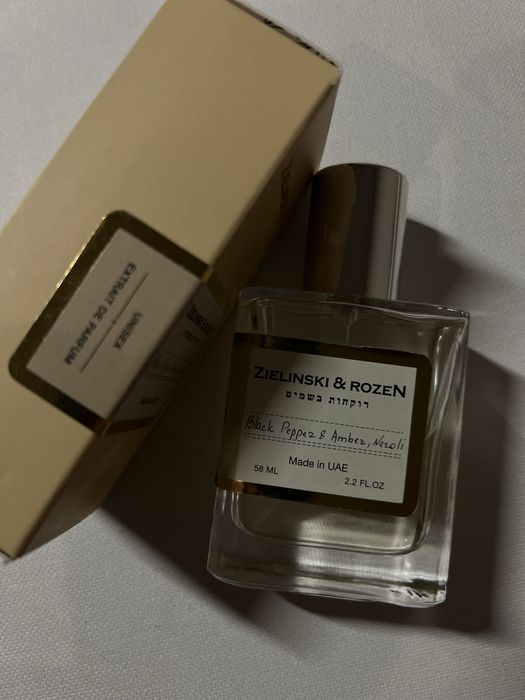 EXTRAIT DE PARFUM
UNISEX
ZIELINSKI & ROZEN
רוקחות בשמים
Black Pepper & Amber, Neroli
Made in UAE
58 ML
2.2 FL.OZ